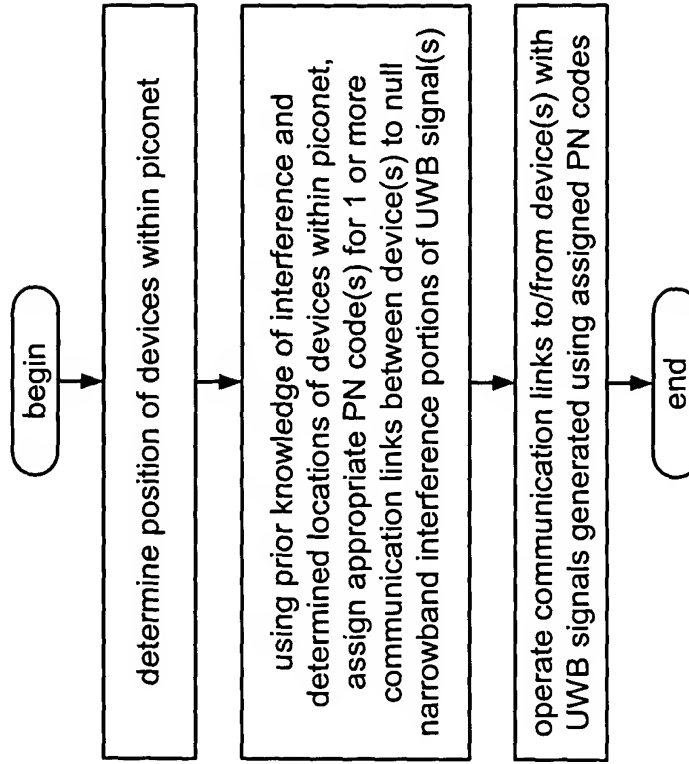 begin
determine position of devices within piconet
using prior knowledge of interference and
determined locations of devices within piconet,
assign appropriate PN code(s) for 1 or more
communication links between device(s) to null
narrowband interference portions of UWB signal(s)
operate communication links to/from device(s) with
UWB signals generated using assigned PN codes
end